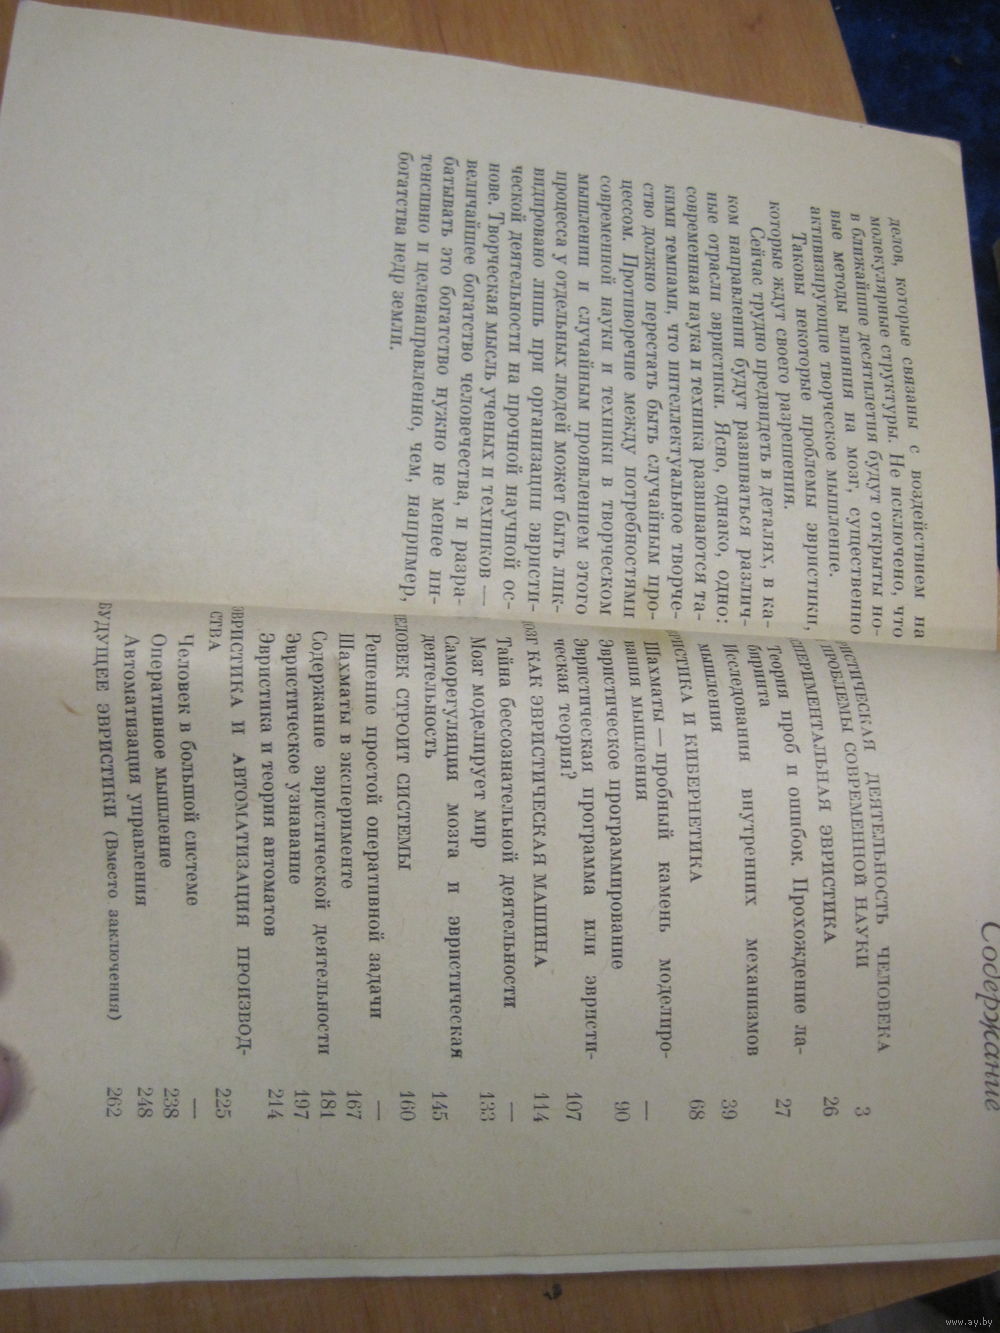 делов, которые связаны с воздействием на
молекулярные структуры. Не исключено, что
в ближайшие десятилетия будут открыты но-
вые методы влияния на мозг, существенно
активизирующие творческое мышление.
Таковы некоторые проблемы эвристики,
которые ждут своего разрешения.
Сейчас трудно предвидеть в деталях, в ка-
ком направлении будут развиваться различ-
ные отрасли эвристики. Ясно, однако, одно:
современная наука и техника развиваются та-
кими темпами, что интеллектуальное творче-
ство должно перестать быть случайным про-
цессом. Противоречие между потребностями
современной науки и техники в творческом
мышлении и случайным проявлением этого
процесса у отдельных людей может быть лик-
видировано лишь при организации эвристи-
ческой деятельности на прочной научной ос-
нове. Творческая мысль ученых и техников —
величайшее богатство человечества, и разра-
батывать это богатство нужно не менее ин-
тенсивно и целенаправленно, чем, например,
богатства недр земли.
Содержание
ИСТИЧЕСКАЯ ДЕЯТЕЛЬНОСТЬ ЧЕЛОВЕКА
ПРОБЛЕМЫ СОВРЕМЕННОЙ НАУКИ 3
ПЕРИМЕНТАЛЬНАЯ ЭВРИСТИКА 26
Теория проб и ошибок. Прохождение ла-
биринта 27
Исследования внутренних механизмов
мышления 39
РИСТИКА И КИБЕРНЕТИКА 68
Шахматы — пробный камень моделиро-
вания мышления —
Эвристическое программирование 90
Эвристическая программа или эвристи-
ческая теория? 107
ОЗГ КАК ЭВРИСТИЧЕСКАЯ МАШИНА 114
Тайна бессознательной деятельности —
Мозг моделирует мир 133
Саморегуляция мозга и эвристическая
деятельность 145
ЕЛОВЕК СТРОИТ СИСТЕМЫ 160
Решение простой оперативной задачи —
Шахматы в эксперименте 167
Содержание эвристической деятельности 181
Эвристическое узнавание 197
Эвристика и теория автоматов 214
ЭВРИСТИКА И АВТОМАТИЗАЦИЯ ПРОИЗВОД-
СТВА 225
Человек в большой системе —
Оперативное мышление 238
Автоматизация управления 248
БУДУЩЕЕ ЭВРИСТИКИ (Вместо заключения) 262
www.ay.by